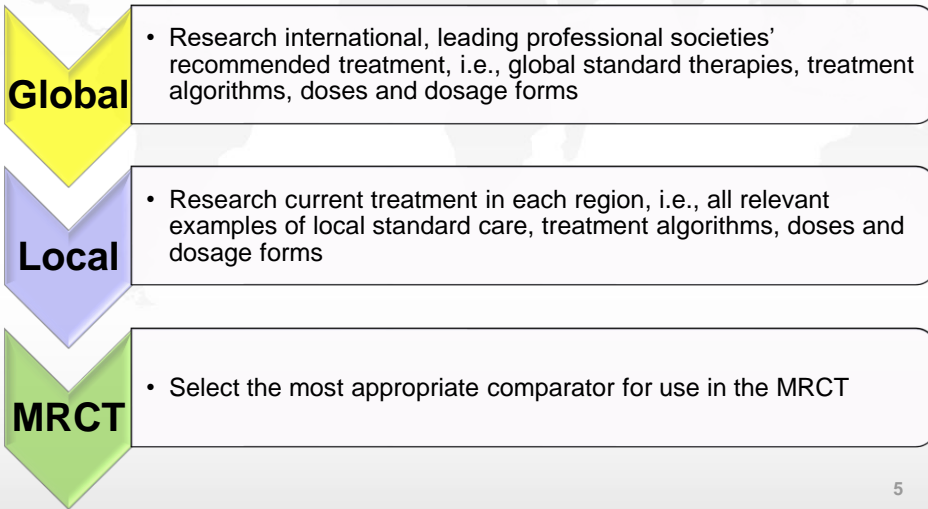 Global
• Research international, leading professional societies’
recommended treatment, i.e., global standard therapies, treatment
algorithms, doses and dosage forms
Local
• Research current treatment in each region, i.e., all relevant
examples of local standard care, treatment algorithms, doses and
dosage forms
MRCT
• Select the most appropriate comparator for use in the MRCT
5